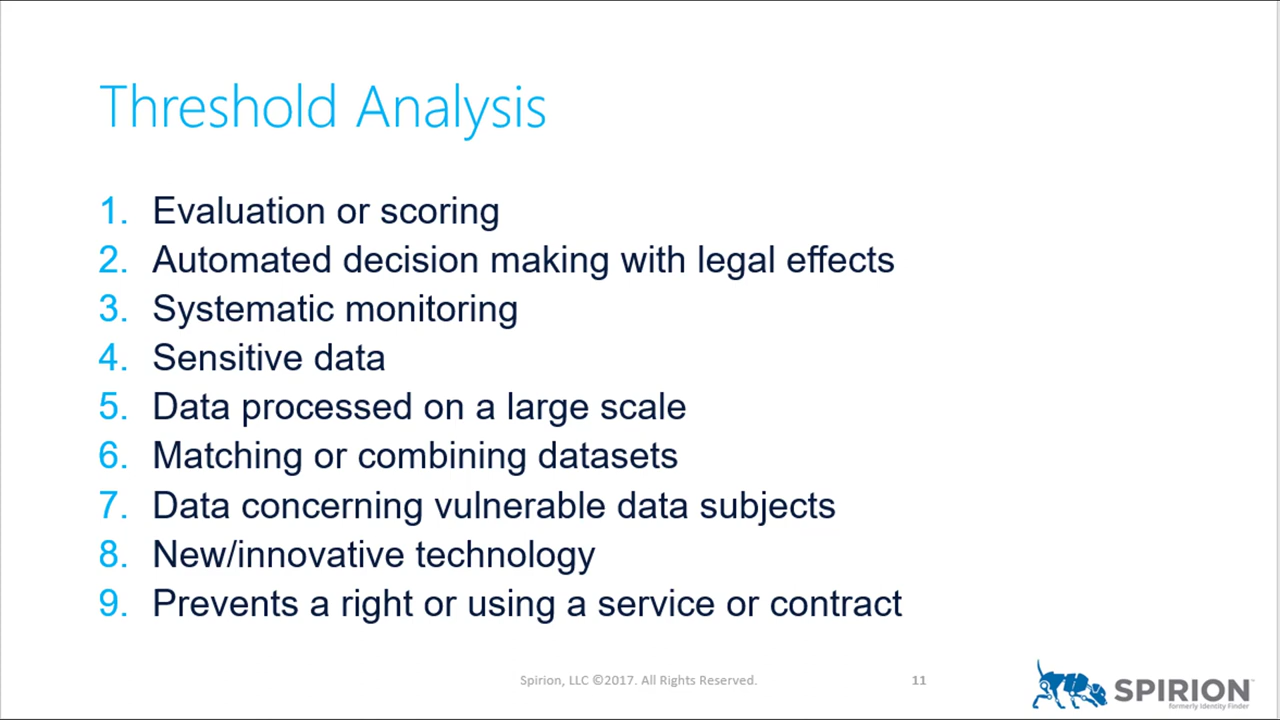 Threshold Analysis
1. Evaluation or scoring
2. Automated decision making with legal effects
3. Systematic monitoring
4. Sensitive data
5. Data processed on a large scale
6. Matching or combining datasets
7. Data concerning vulnerable data subjects
8. New/innovative technology
9. Prevents a right or using a service or contract
Spirion, LLC ©2017. All Rights Reserved.
11
SPIRION™
formerly Identity Finder